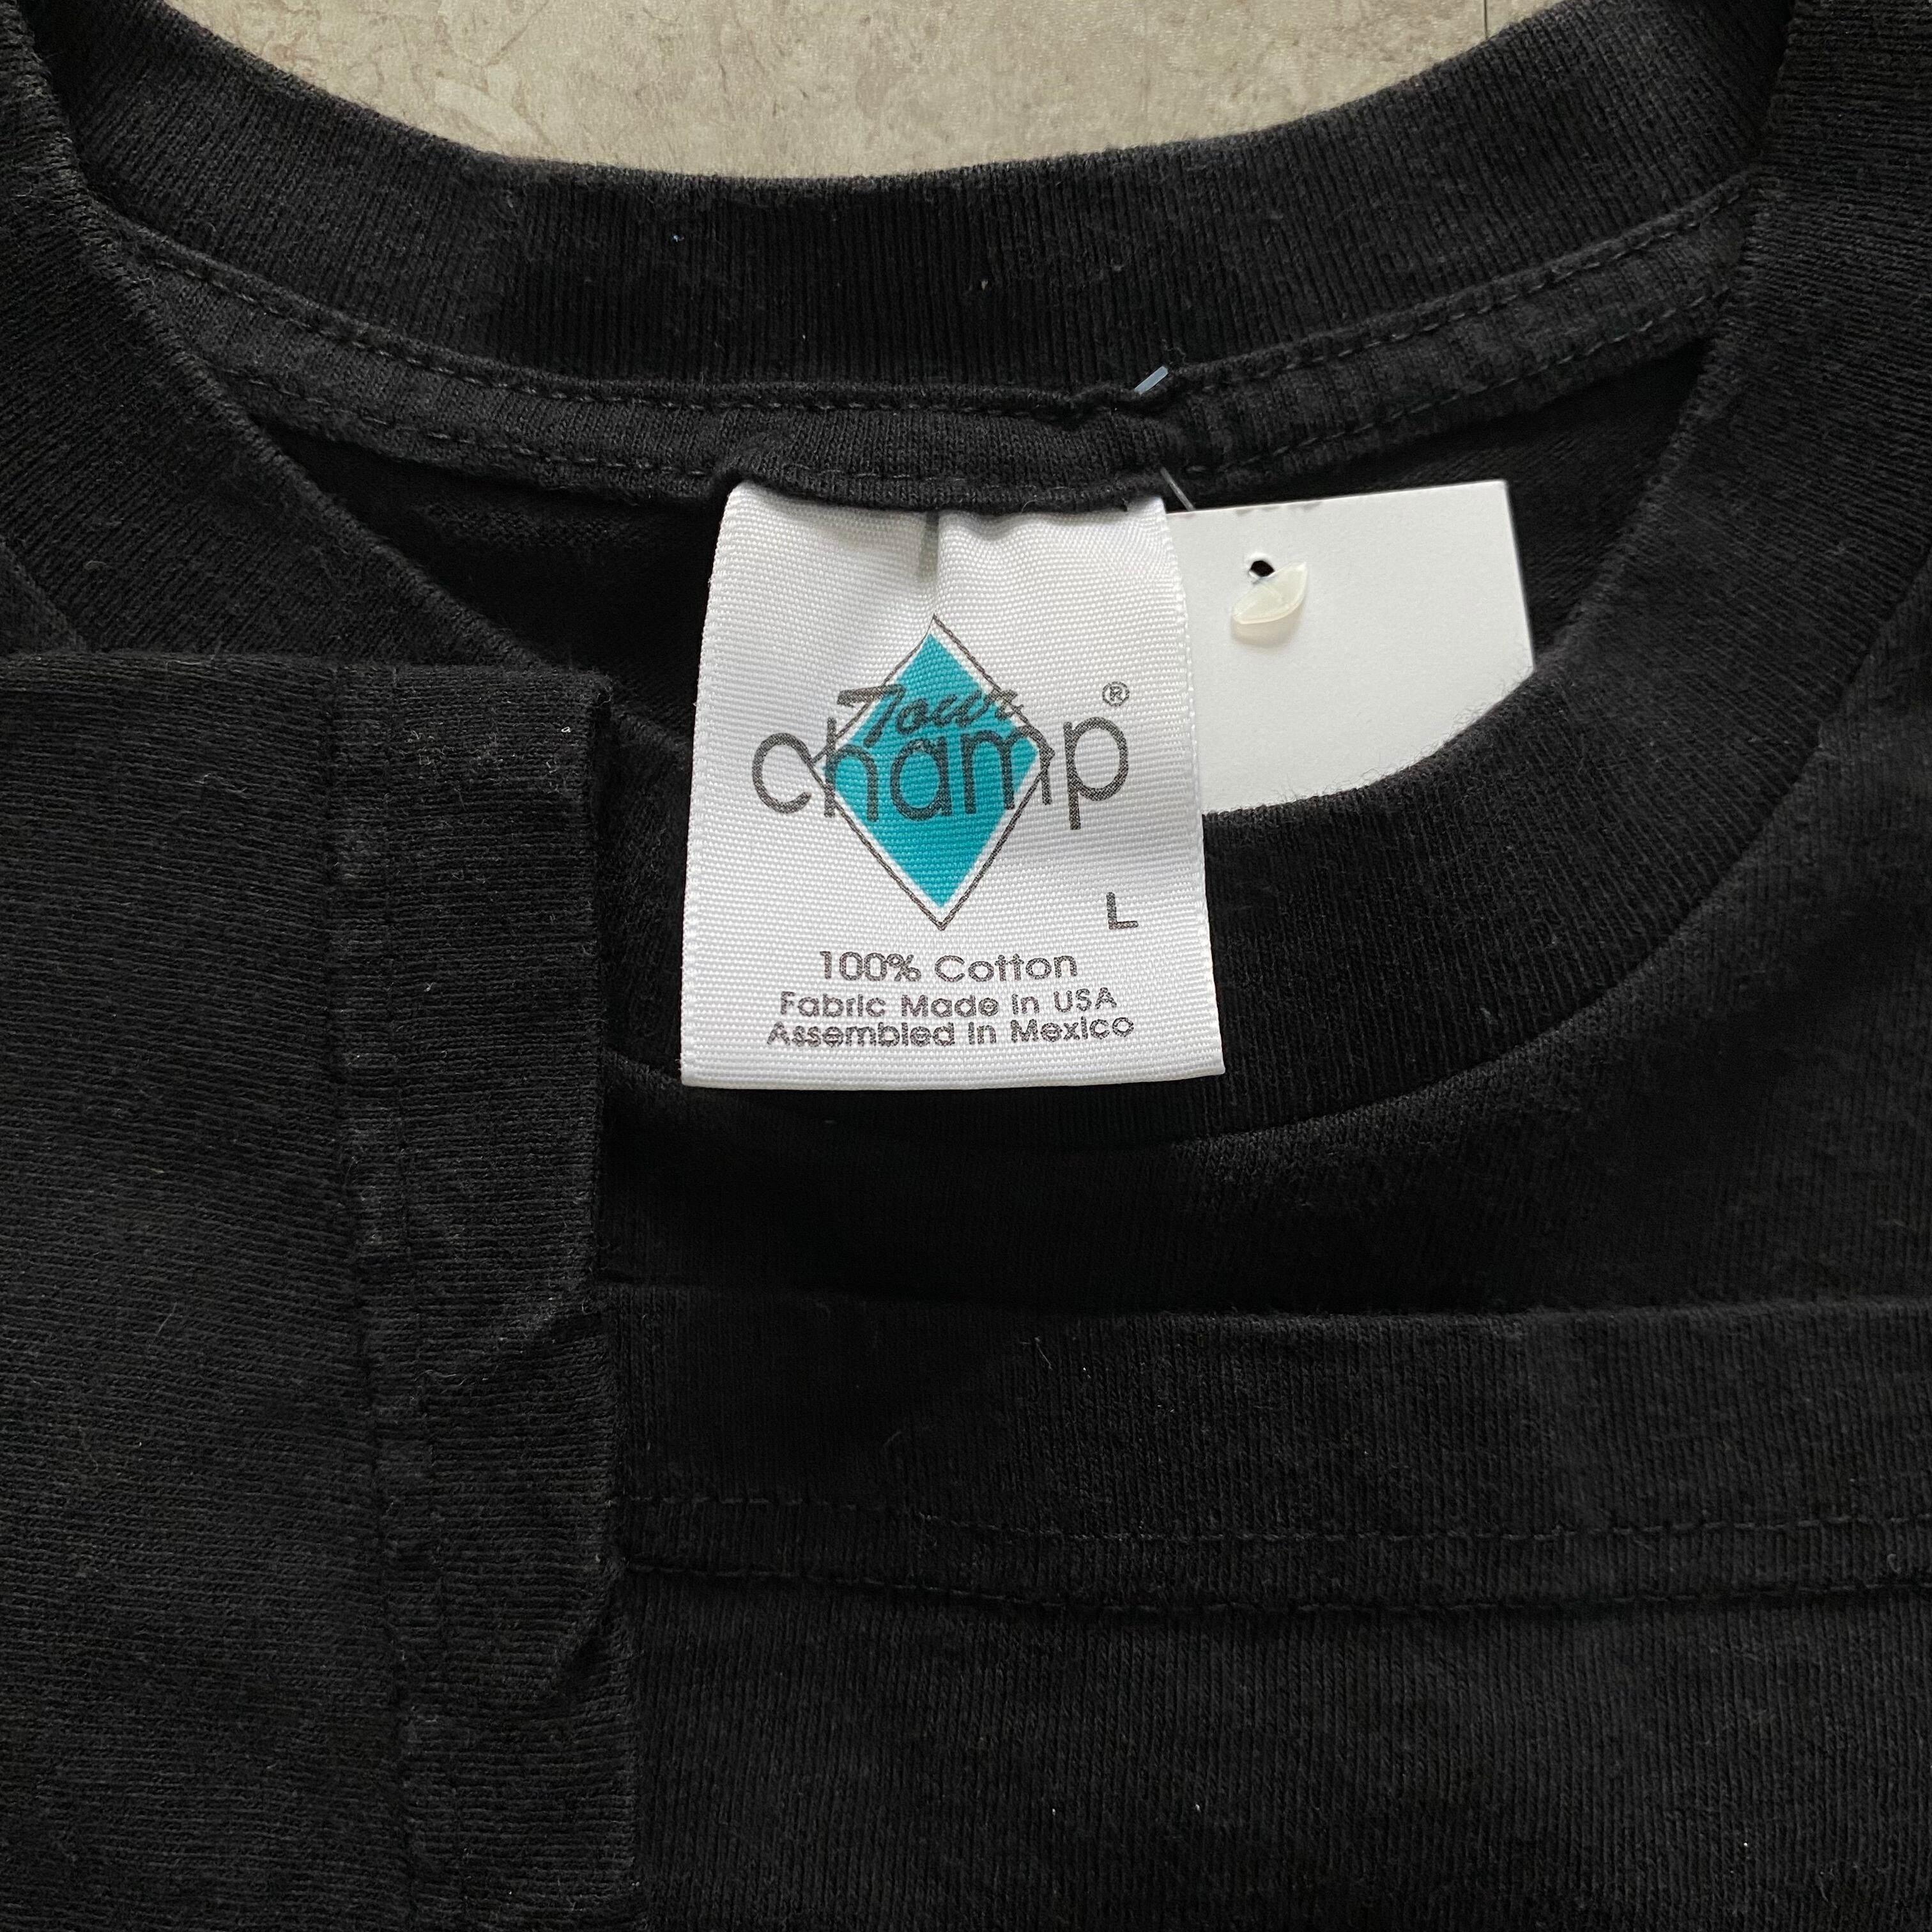 Tour
champ ®
L
100% Cotton
Fabric Made in USA
Assembled in Mexico